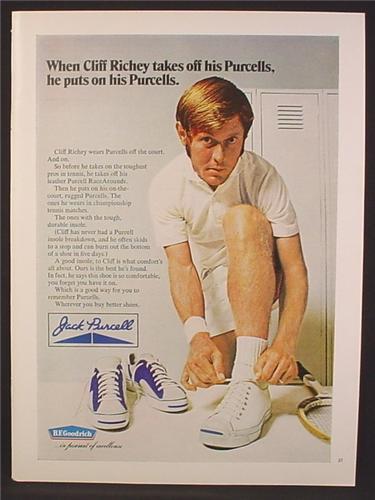 When Cliff Richey takes off his Purcells,
he puts on his Purcells.
Cliff Richey wears Purcells off the court.
And on.
So before he takes on the toughest
pros in tennis, he takes off his
leather Purcell RaceArounds.
Then he puts on his on-the-
court, rugged Purcells. The
ones he wears in championship
tennis matches.
The ones with the tough,
durable insole.
(Cliff has never had a Purcell
insole breakdown, and he often skids
to a stop and can burn out the bottom
of a shoe in five days.)
A good insole, to Cliff is what comfort's
all about. Ours is the best he's found.
In fact, he says this shoe is so comfortable,
you forget you have it on.
Which is a good way for you to
remember Purcells.
Wherever you buy better shoes.
Jack Purcell
B.F.Goodrich
...in pursuit of excellence